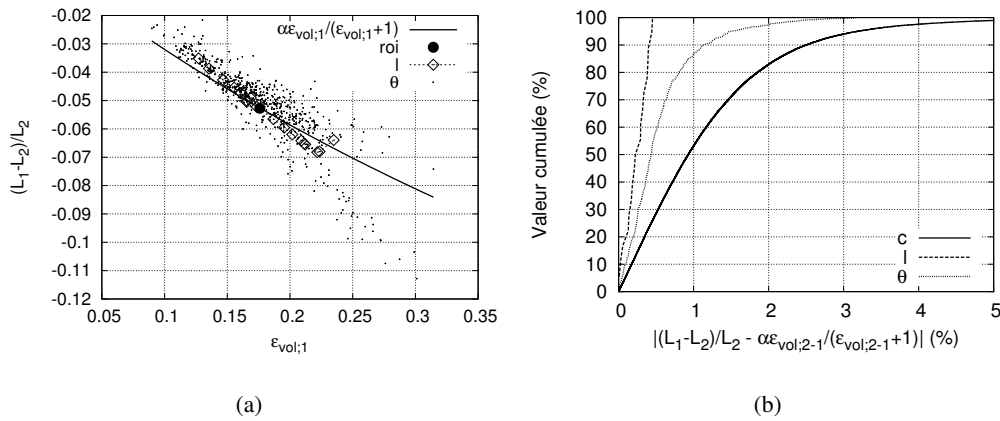 -0.02
-0.03
-0.04
-0.05
-0.06
-0.07
-0.08
-0.09
-0.1
-0.11
-0.12
(L1-L2)/L2
0.05 0.1 0.15 0.2 0.25 0.3 0.35
εvol;1
αεvol;1/(εvol;1+1)
roi
l
θ
(a)
100
90
80
70
60
50
40
30
20
10
0
Valeur cumulée (%)
0 1 2 3 4 5
|(L1-L2)/L2 - αεvol;2-1/(εvol;2-1+1)| (%)
c
l
θ
(b)